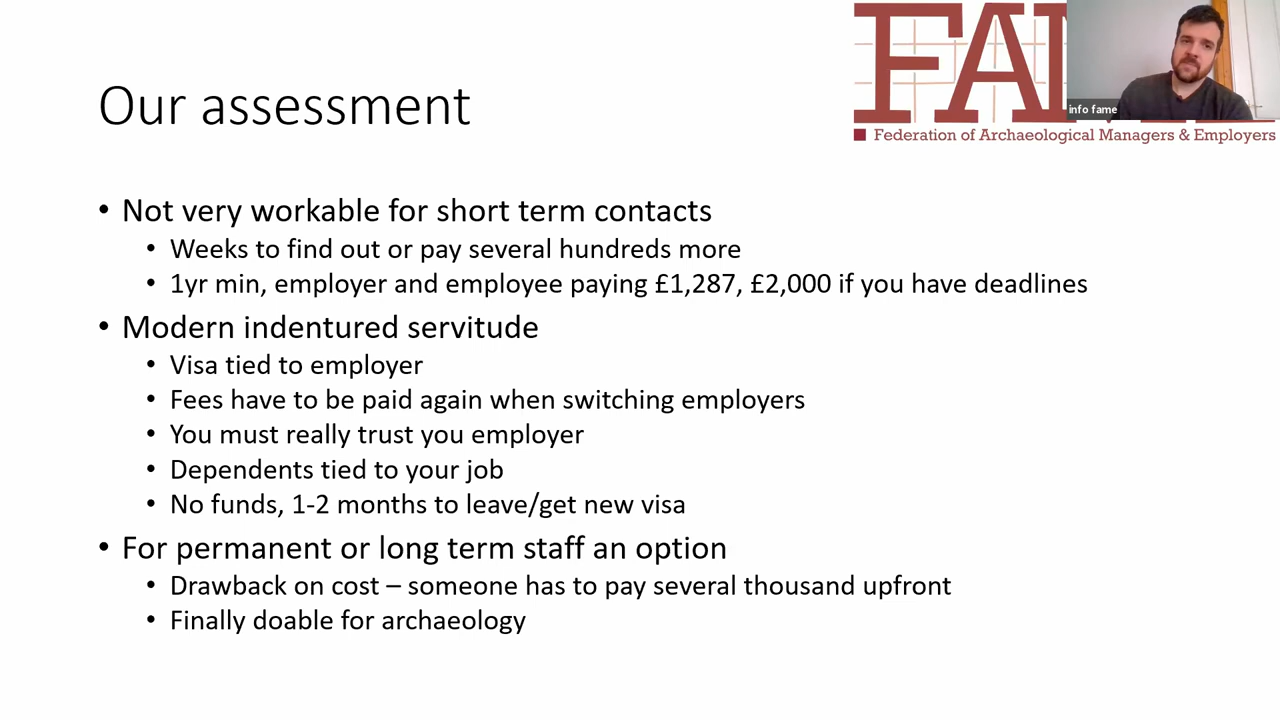 FA
info fame
Federation of Archaeological Managers & Employers
Our assessment
• Not very workable for short term contacts
• Weeks to find out or pay several hundreds more
• 1yr min, employer and employee paying £1,287, £2,000 if you have deadlines
• Modern indentured servitude
• Visa tied to employer
• Fees have to be paid again when switching employers
• You must really trust you employer
• Dependents tied to your job
• No funds, 1-2 months to leave/get new visa
• For permanent or long term staff an option
• Drawback on cost – someone has to pay several thousand upfront
• Finally doable for archaeology